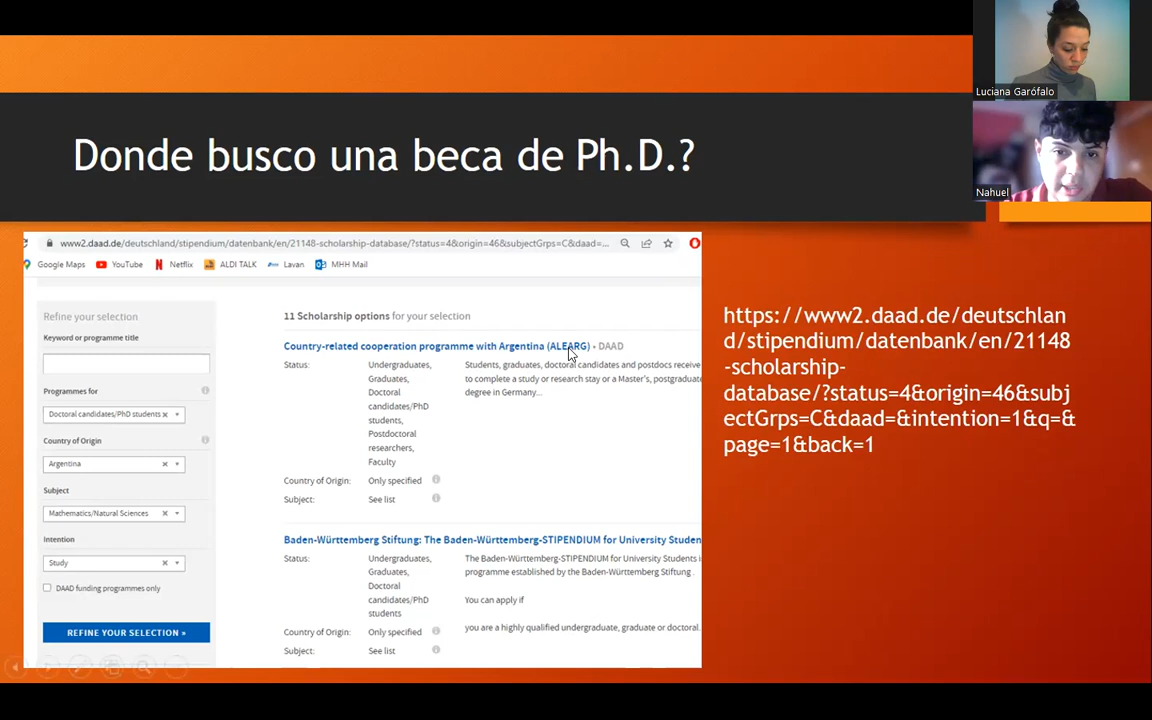 Luciana Garófalo
Nahuel
Donde busco una beca de Ph.D.?
www2.daad.de/deutschland/stipendium/datenbank/en/21148-scholarship-database/?status=4&origin=46&subjectGrps=C&daad=...
Google Maps YouTube Netflix ALDI TALK Lavan MHH Mail
Refine your selection
Keyword or programme title
Programmes for
Doctoral candidates/PhD students
Country of Origin
Argentina
Subject
Mathematics/Natural Sciences
Intention
Study
DAAD funding programmes only
REFINE YOUR SELECTION »
11 Scholarship options for your selection
Country-related cooperation programme with Argentina (ALEARG) • DAAD
Status:
Undergraduates,
Graduates,
Doctoral
candidates/PhD
students,
Postdoctoral
researchers,
Faculty
Students, graduates, doctoral candidates and postdocs receive
to complete a study or research stay or a Master's, postgraduate
degree in Germany...
Country of Origin: Only specified
Subject: See list
Baden-Württemberg Stiftung: The Baden-Württemberg-STIPENDIUM for University Studen
Status:
Undergraduates,
Graduates,
Doctoral
candidates/PhD
students
The Baden-Württemberg-STIPENDIUM for University Students i
programme established by the Baden-Württemberg Stiftung.
You can apply if
you are a highly qualified undergraduate, graduate or doctoral
Country of Origin: Only specified
Subject: See list
https://www2.daad.de/deutschlan
d/stipendium/datenbank/en/21148
-scholarship-
database/?status=4&origin=46&subj
ectGrps=C&daad=&intention=1&q=&
page=1&back=1